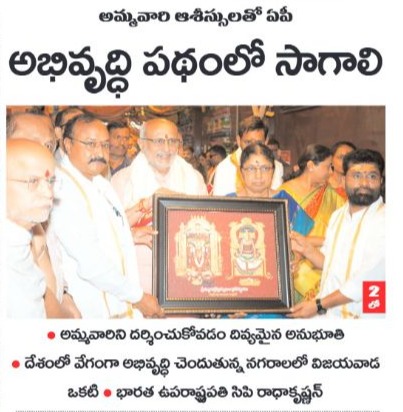 అమ్మవారి ఆశీస్సులతో ఏపీ
అభివృద్ధి పథంలో సాగాలి
2
లో
• అమ్మవారిని దర్శించుకోవడం దివ్యమైన అనుభూతి
• దేశంలో వేగంగా అభివృద్ధి చెందుతున్న నగరాలలో విజయవాడ
ఒకటి • భారత ఉపరాష్ట్రపతి సిపి రాధాకృష్ణన్